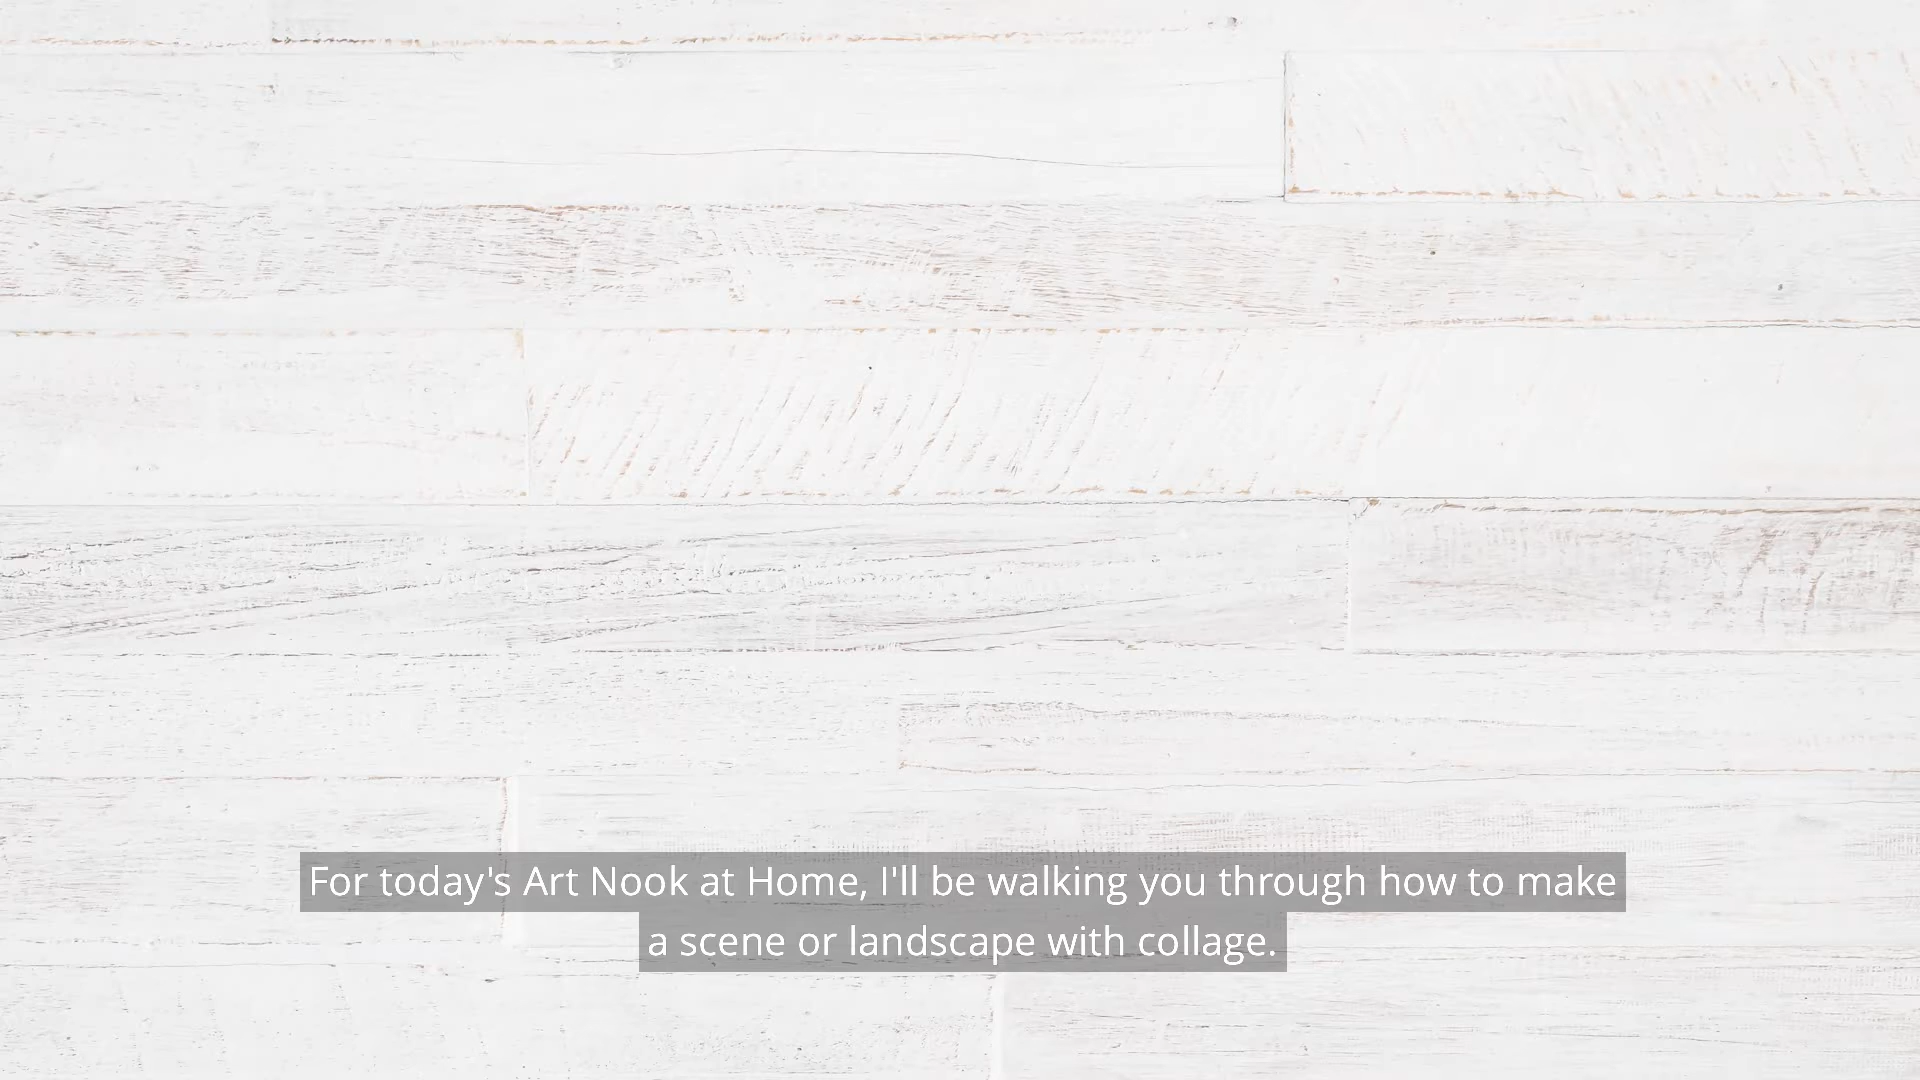 For today's Art Nook at Home, I'll be walking you through how to make
a scene or landscape with collage.